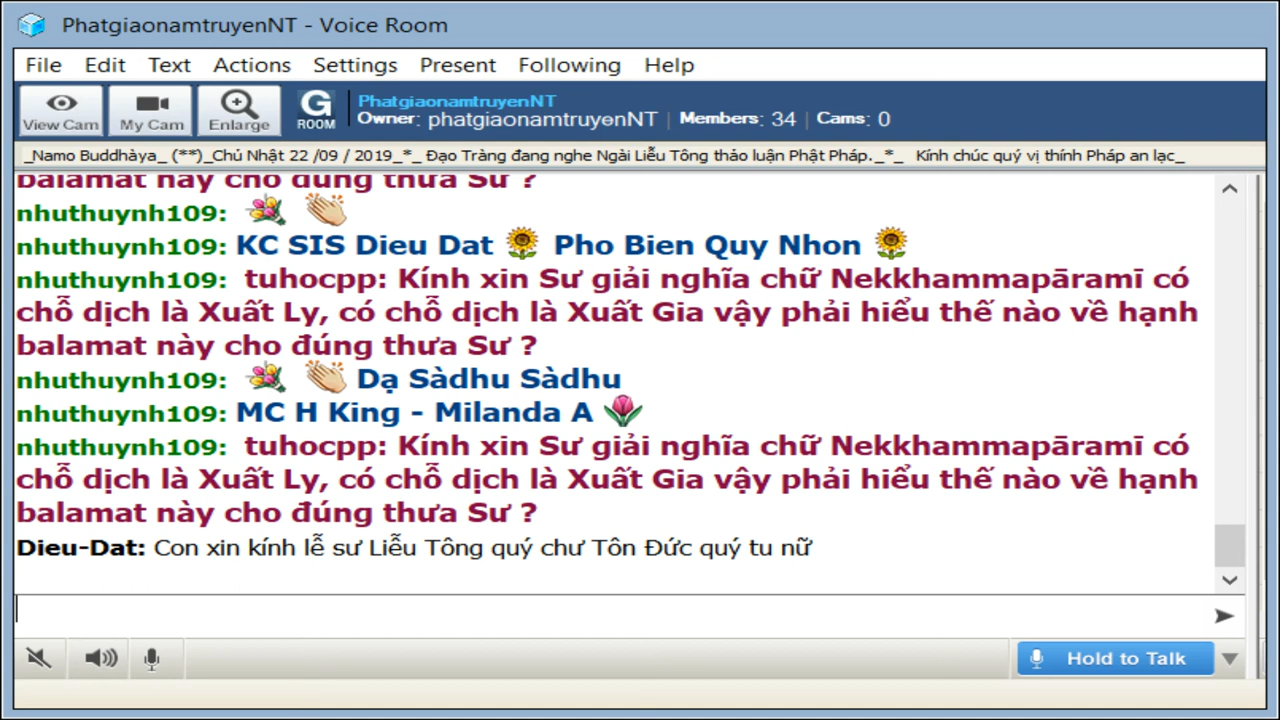 PhatgiaonamtruyenNT - Voice Room
File Edit Text Actions Settings Present Following Help
View Cam My Cam Enlarge G ROOM PhatgiaonamtruyenNT
Owner: phatgiaonamtruyenNT | Members: 34 | Cams: 0
_Namo Buddhàya_ (**)_Chủ Nhật 22 /09 / 2019_*_ Đạo Tràng đang nghe Ngài Liễu Tông thảo luận Phật Pháp._*_ Kính chúc quý vị thính Pháp an lạc_
balamat này cho đúng thưa Sư ?
nhuthuynh109:
nhuthuynh109: KC SIS Dieu Dat Pho Bien Quy Nhon
nhuthuynh109: tuhocpp: Kính xin Sư giải nghĩa chữ Nekkhammapāramī có
chỗ dịch là Xuất Ly, có chỗ dịch là Xuất Gia vậy phải hiểu thế nào về hạnh
balamat này cho đúng thưa Sư ?
nhuthuynh109: Dạ Sàdhu Sàdhu
nhuthuynh109: MC H King - Milanda A
nhuthuynh109: tuhocpp: Kính xin Sư giải nghĩa chữ Nekkhammapāramī có
chỗ dịch là Xuất Ly, có chỗ dịch là Xuất Gia vậy phải hiểu thế nào về hạnh
balamat này cho đúng thưa Sư ?
Dieu-Dat: Con xin kính lễ sư Liễu Tông quý chư Tôn Đức quý tu nữ
Hold to Talk